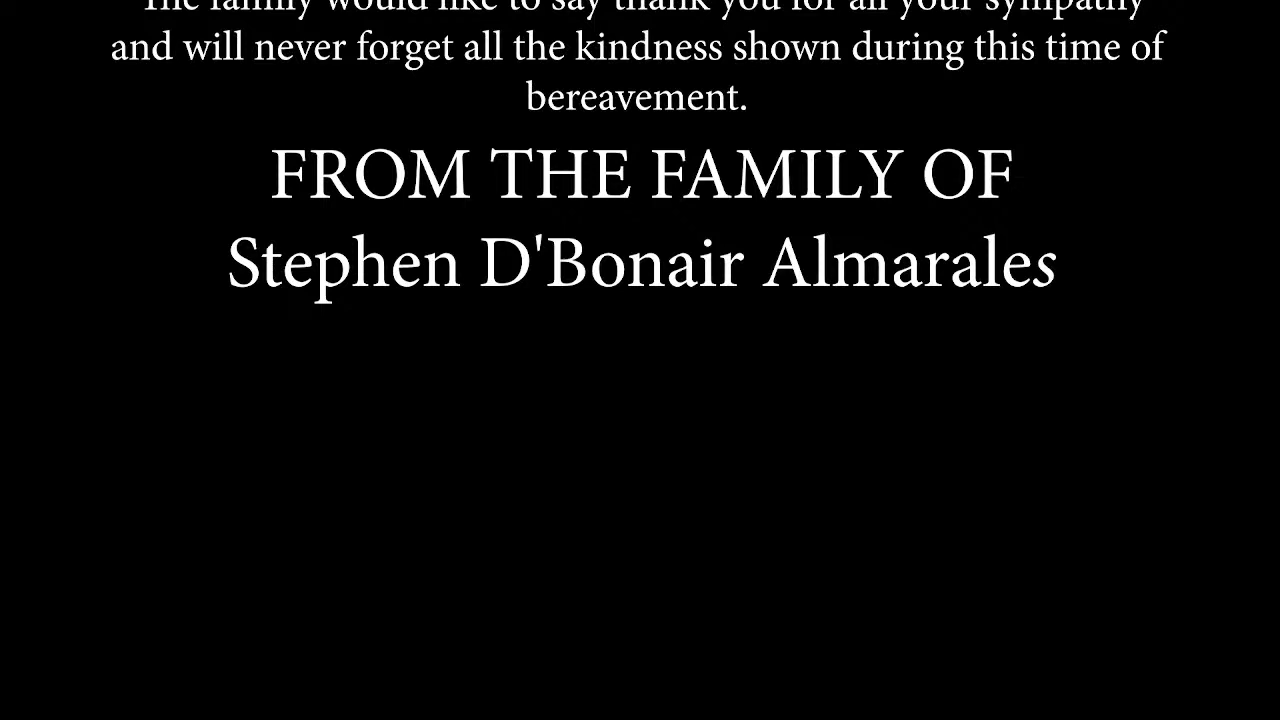 The family would like to say thank you for all your sympathy
and will never forget all the kindness shown during this time of
bereavement.
FROM THE FAMILY OF
Stephen D'Bonair Almarales